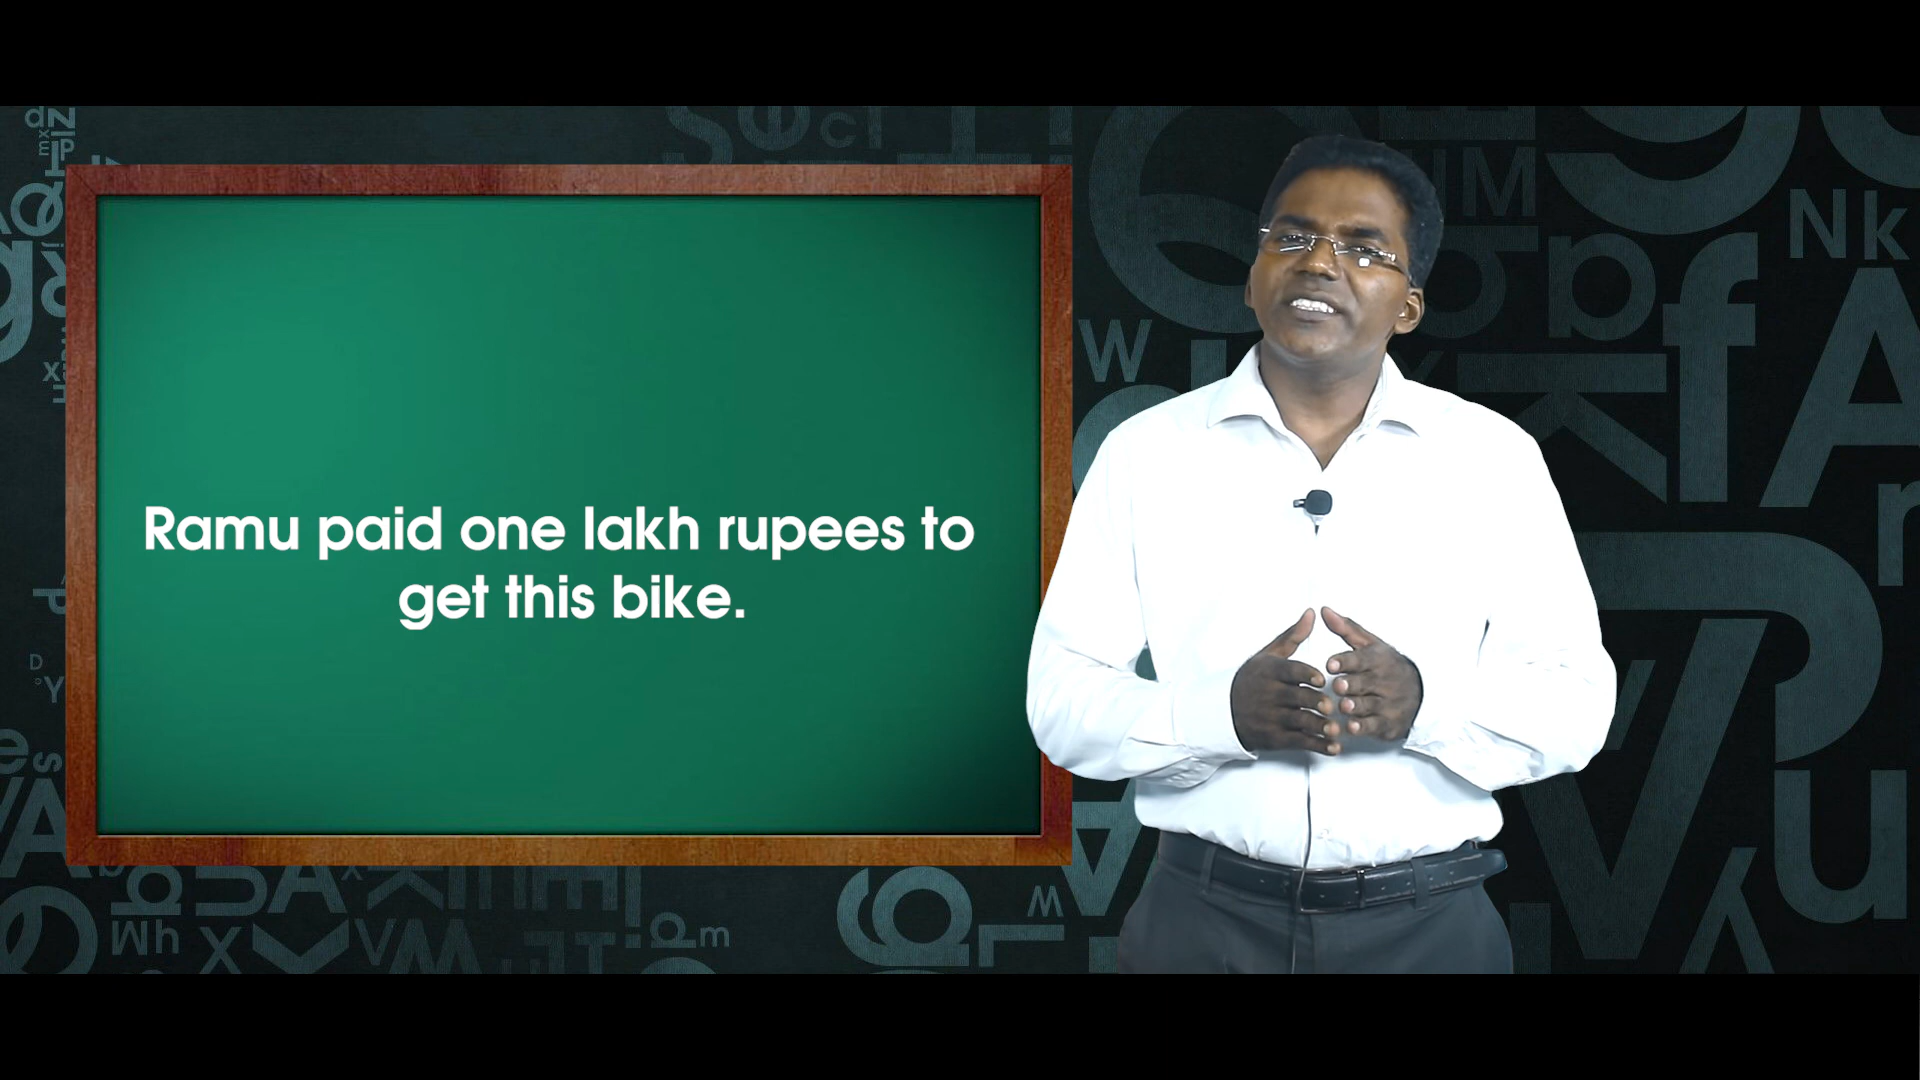 Ramu paid one lakh rupees to
get this bike.